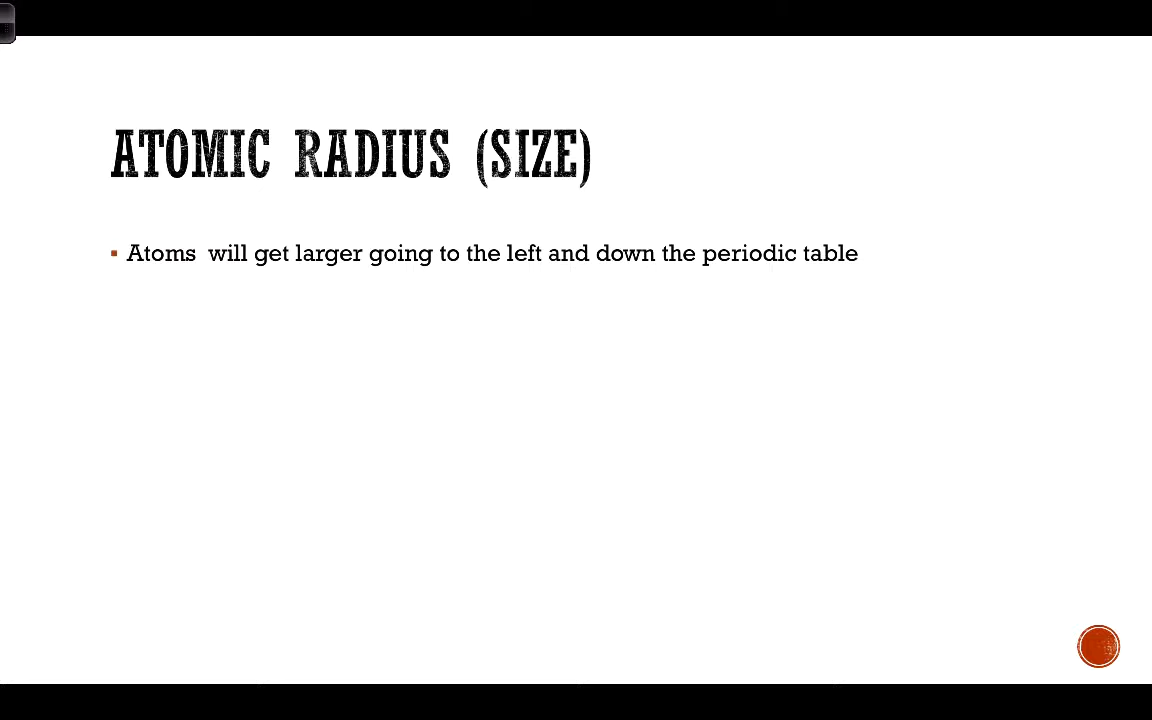 ATOMIC RADIUS (SIZE)
▪ Atoms will get larger going to the left and down the periodic table